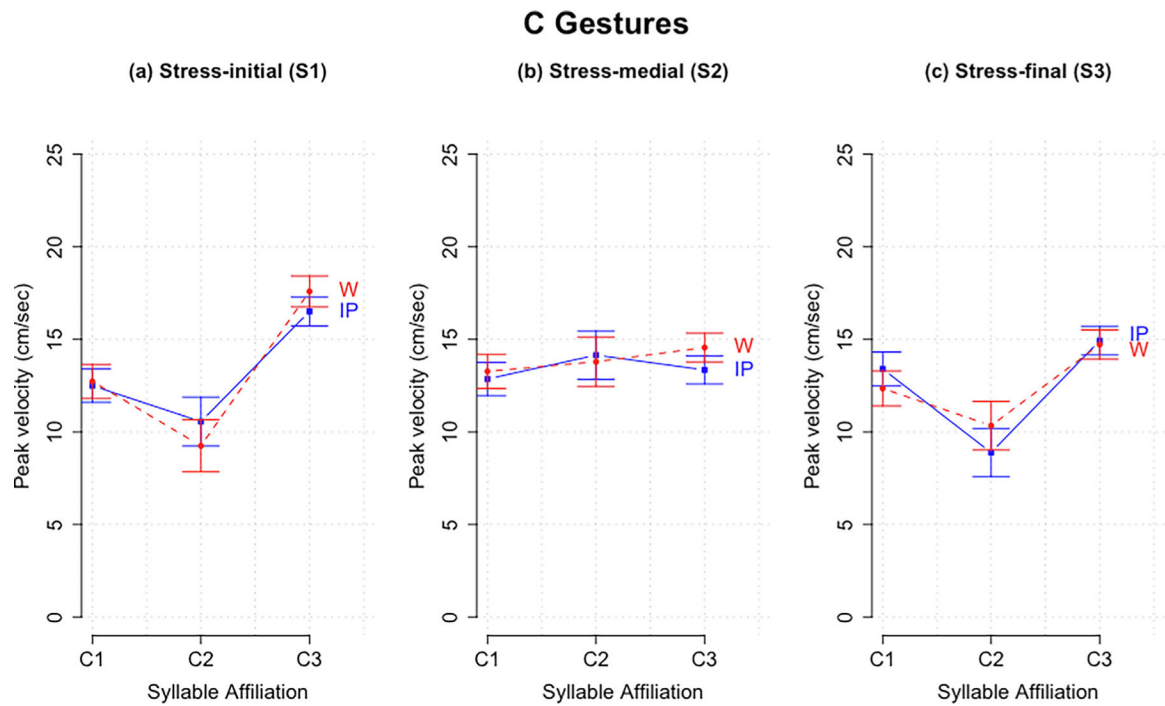 C Gestures
(a) Stress-initial (S1)
(b) Stress-medial (S2)
(c) Stress-final (S3)
Peak velocity (cm/sec)
25
20
15
10
5
0
W
IP
C1 C2 C3
Syllable Affiliation
Peak velocity (cm/sec)
25
20
15
10
5
0
W
IP
C1 C2 C3
Syllable Affiliation
Peak velocity (cm/sec)
25
20
15
10
5
0
IP
W
C1 C2 C3
Syllable Affiliation